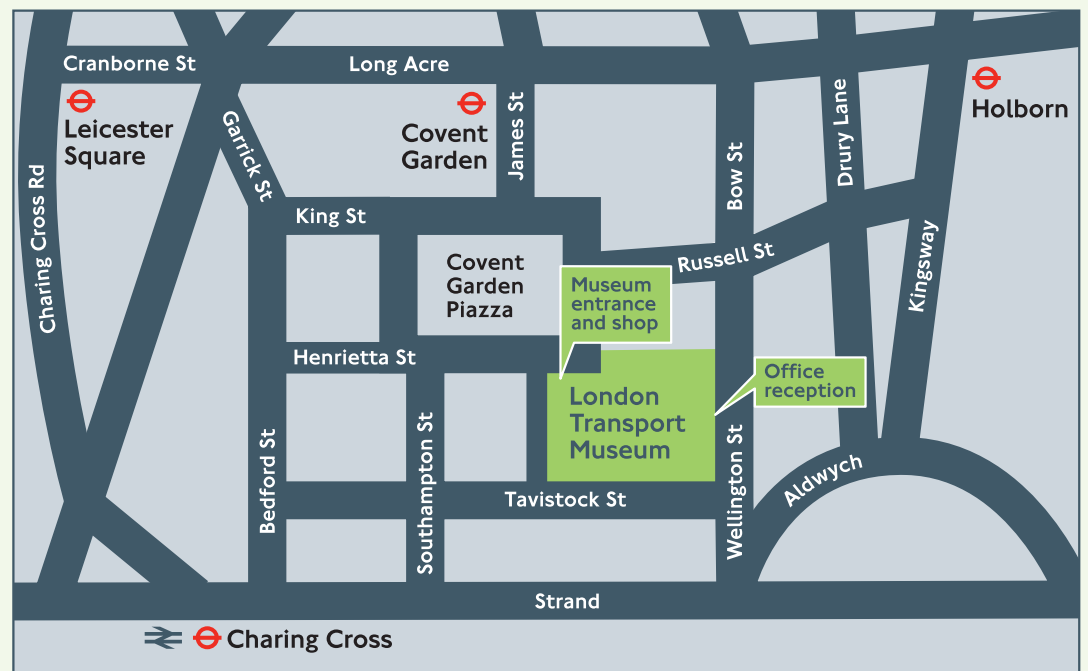 Cranborne St
Long Acre
Leicester
Square
Garrick St
Covent
Garden
James St
Bow St
Drury Lane
Holborn
Charing Cross Rd
King St
Russell St
Kingsway
Covent
Garden
Piazza
Museum
entrance
and shop
Henrietta St
Office
reception
London
Transport
Museum
Bedford St
Southampton St
Wellington St
Aldwych
Tavistock St
Strand
Charing Cross